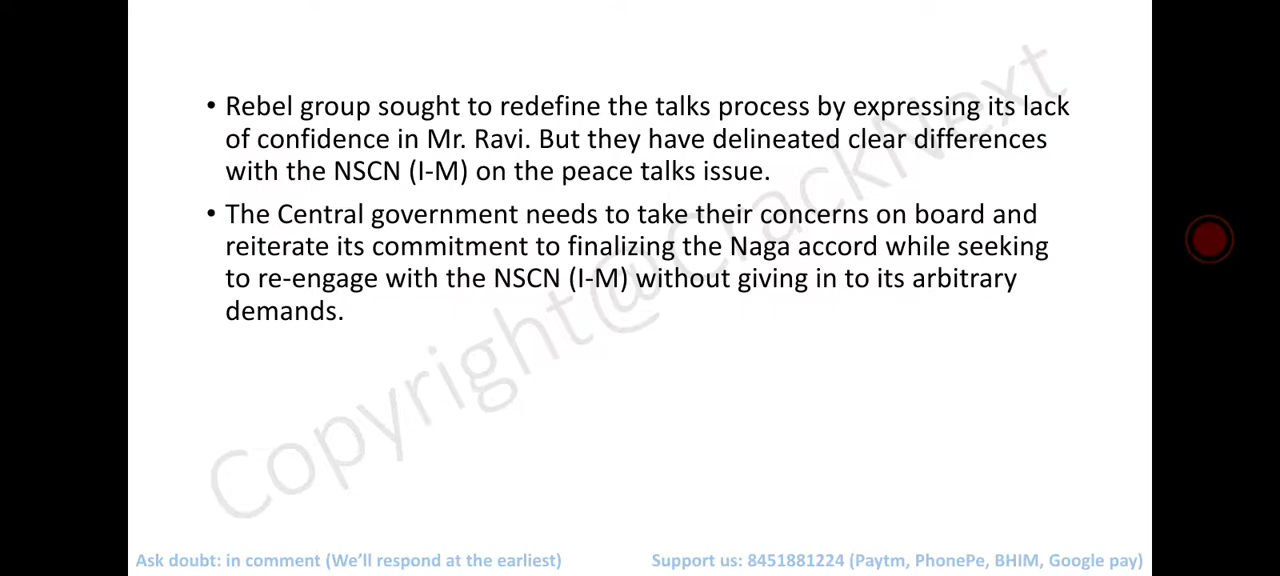 • Rebel group sought to redefine the talks process by expressing its lack
of confidence in Mr. Ravi. But they have delineated clear differences
with the NSCN (I-M) on the peace talks issue.
• The Central government needs to take their concerns on board and
reiterate its commitment to finalizing the Naga accord while seeking
to re-engage with the NSCN (I-M) without giving in to its arbitrary
demands.
Copyright@CrackNext
Ask doubt: in comment (We'll respond at the earliest)
Support us: 8451881224 (Paytm, PhonePe, BHIM, Google pay)